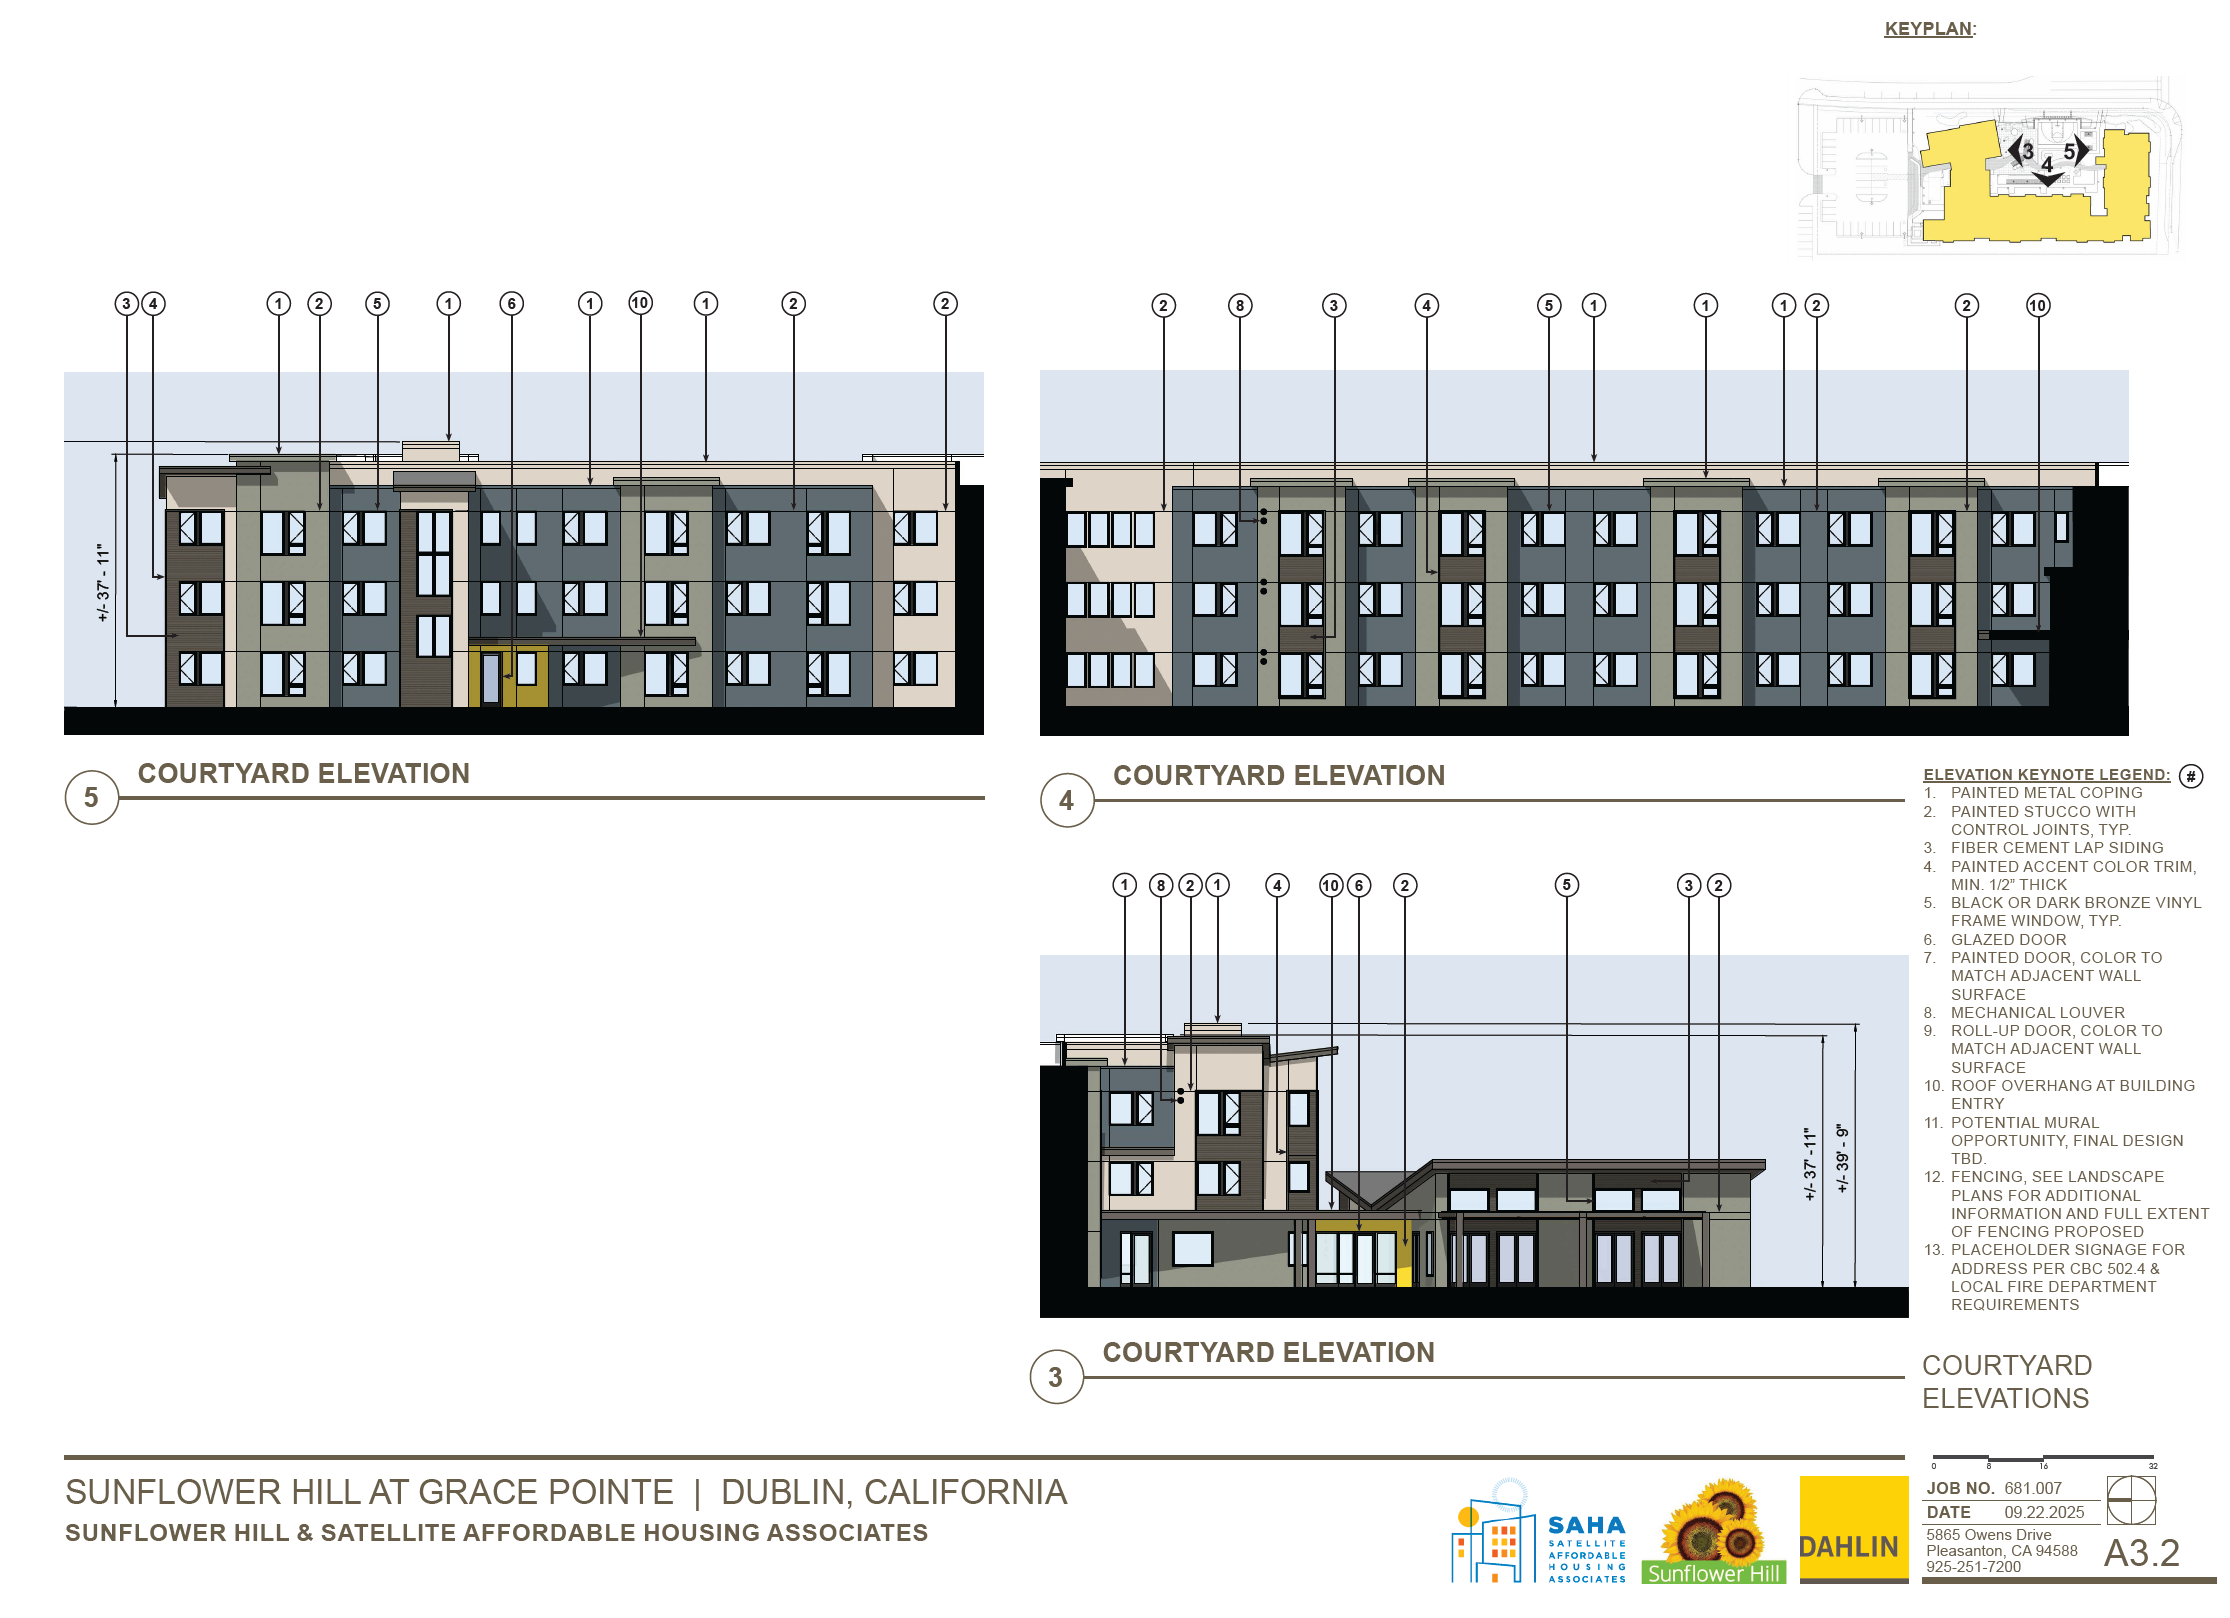 KEYPLAN:
3
5
4
3 4 1 2 5 1 6 1 10 1 2 2
+/- 37' - 11"
5
COURTYARD ELEVATION
2 8 3 4 5 1 1 1 2 2 10
4
COURTYARD ELEVATION
ELEVATION KEYNOTE LEGEND: #
1. PAINTED METAL COPING
2. PAINTED STUCCO WITH
CONTROL JOINTS, TYP.
3. FIBER CEMENT LAP SIDING
4. PAINTED ACCENT COLOR TRIM,
MIN. 1/2" THICK
5. BLACK OR DARK BRONZE VINYL
FRAME WINDOW, TYP.
6. GLAZED DOOR
7. PAINTED DOOR, COLOR TO
MATCH ADJACENT WALL
SURFACE
8. MECHANICAL LOUVER
9. ROLL-UP DOOR, COLOR TO
MATCH ADJACENT WALL
SURFACE
10. ROOF OVERHANG AT BUILDING
ENTRY
11. POTENTIAL MURAL
OPPORTUNITY, FINAL DESIGN
TBD.
12. FENCING, SEE LANDSCAPE
PLANS FOR ADDITIONAL
INFORMATION AND FULL EXTENT
OF FENCING PROPOSED
13. PLACEHOLDER SIGNAGE FOR
ADDRESS PER CBC 502.4 &
LOCAL FIRE DEPARTMENT
REQUIREMENTS
1 8 2 1 4 10 6 2 5 3 2
+/- 37' -11"
+/- 39' - 9"
3
COURTYARD ELEVATION
COURTYARD
ELEVATIONS
SUNFLOWER HILL AT GRACE POINTE | DUBLIN, CALIFORNIA
SUNFLOWER HILL & SATELLITE AFFORDABLE HOUSING ASSOCIATES
SAHA
SATELLITE
AFFORDABLE
HOUSING
ASSOCIATES
Sunflower Hill
DAHLIN
0 8 16 32
JOB NO. 681.007
DATE 09.22.2025
5865 Owens Drive
Pleasanton, CA 94588
925-251-7200
A3.2